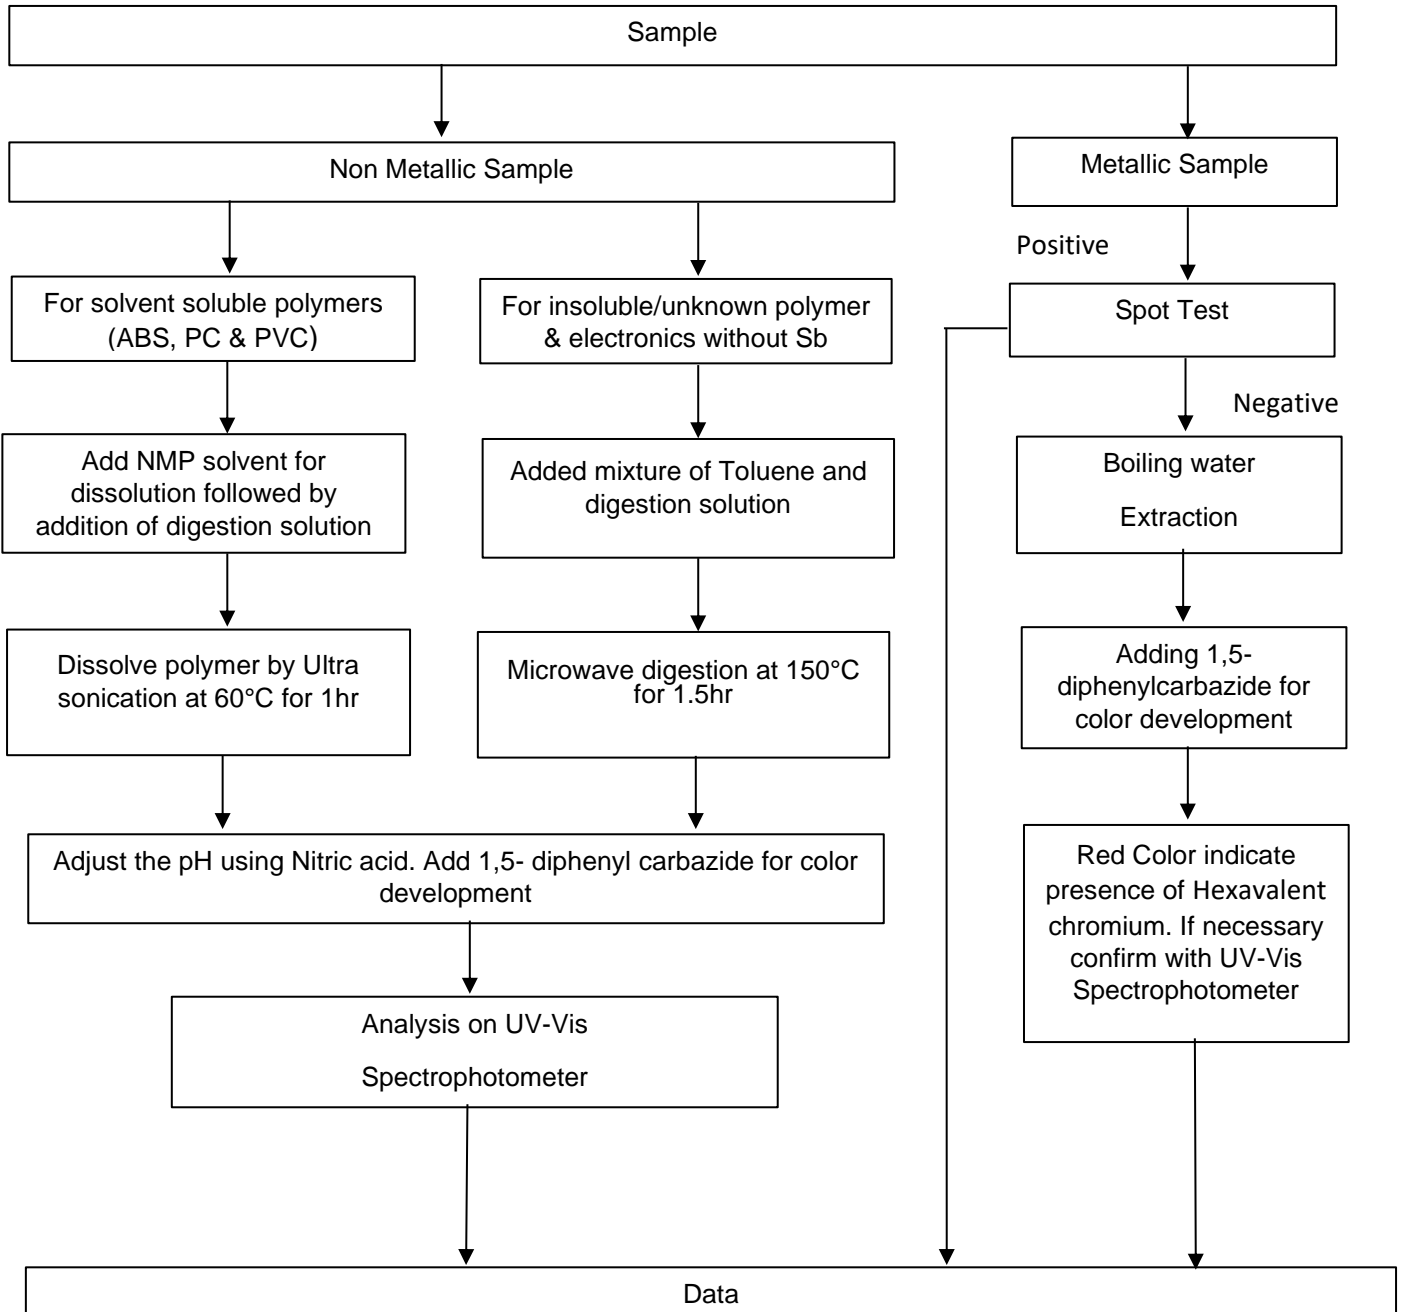 Sample
Non Metallic Sample
Metallic Sample
Positive
For solvent soluble polymers
(ABS, PC & PVC)
For insoluble/unknown polymer
& electronics without Sb
Spot Test
Negative
Add NMP solvent for
dissolution followed by
addition of digestion solution
Added mixture of Toluene and
digestion solution
Boiling water
Extraction
Dissolve polymer by Ultra
sonication at 60°C for 1hr
Microwave digestion at 150°C
for 1.5hr
Adding 1,5-
diphenylcarbazide for
color development
Adjust the pH using Nitric acid. Add 1,5- diphenyl carbazide for color
development
Red Color indicate
presence of Hexavalent
chromium. If necessary
confirm with UV-Vis
Spectrophotometer
Analysis on UV-Vis
Spectrophotometer
Data